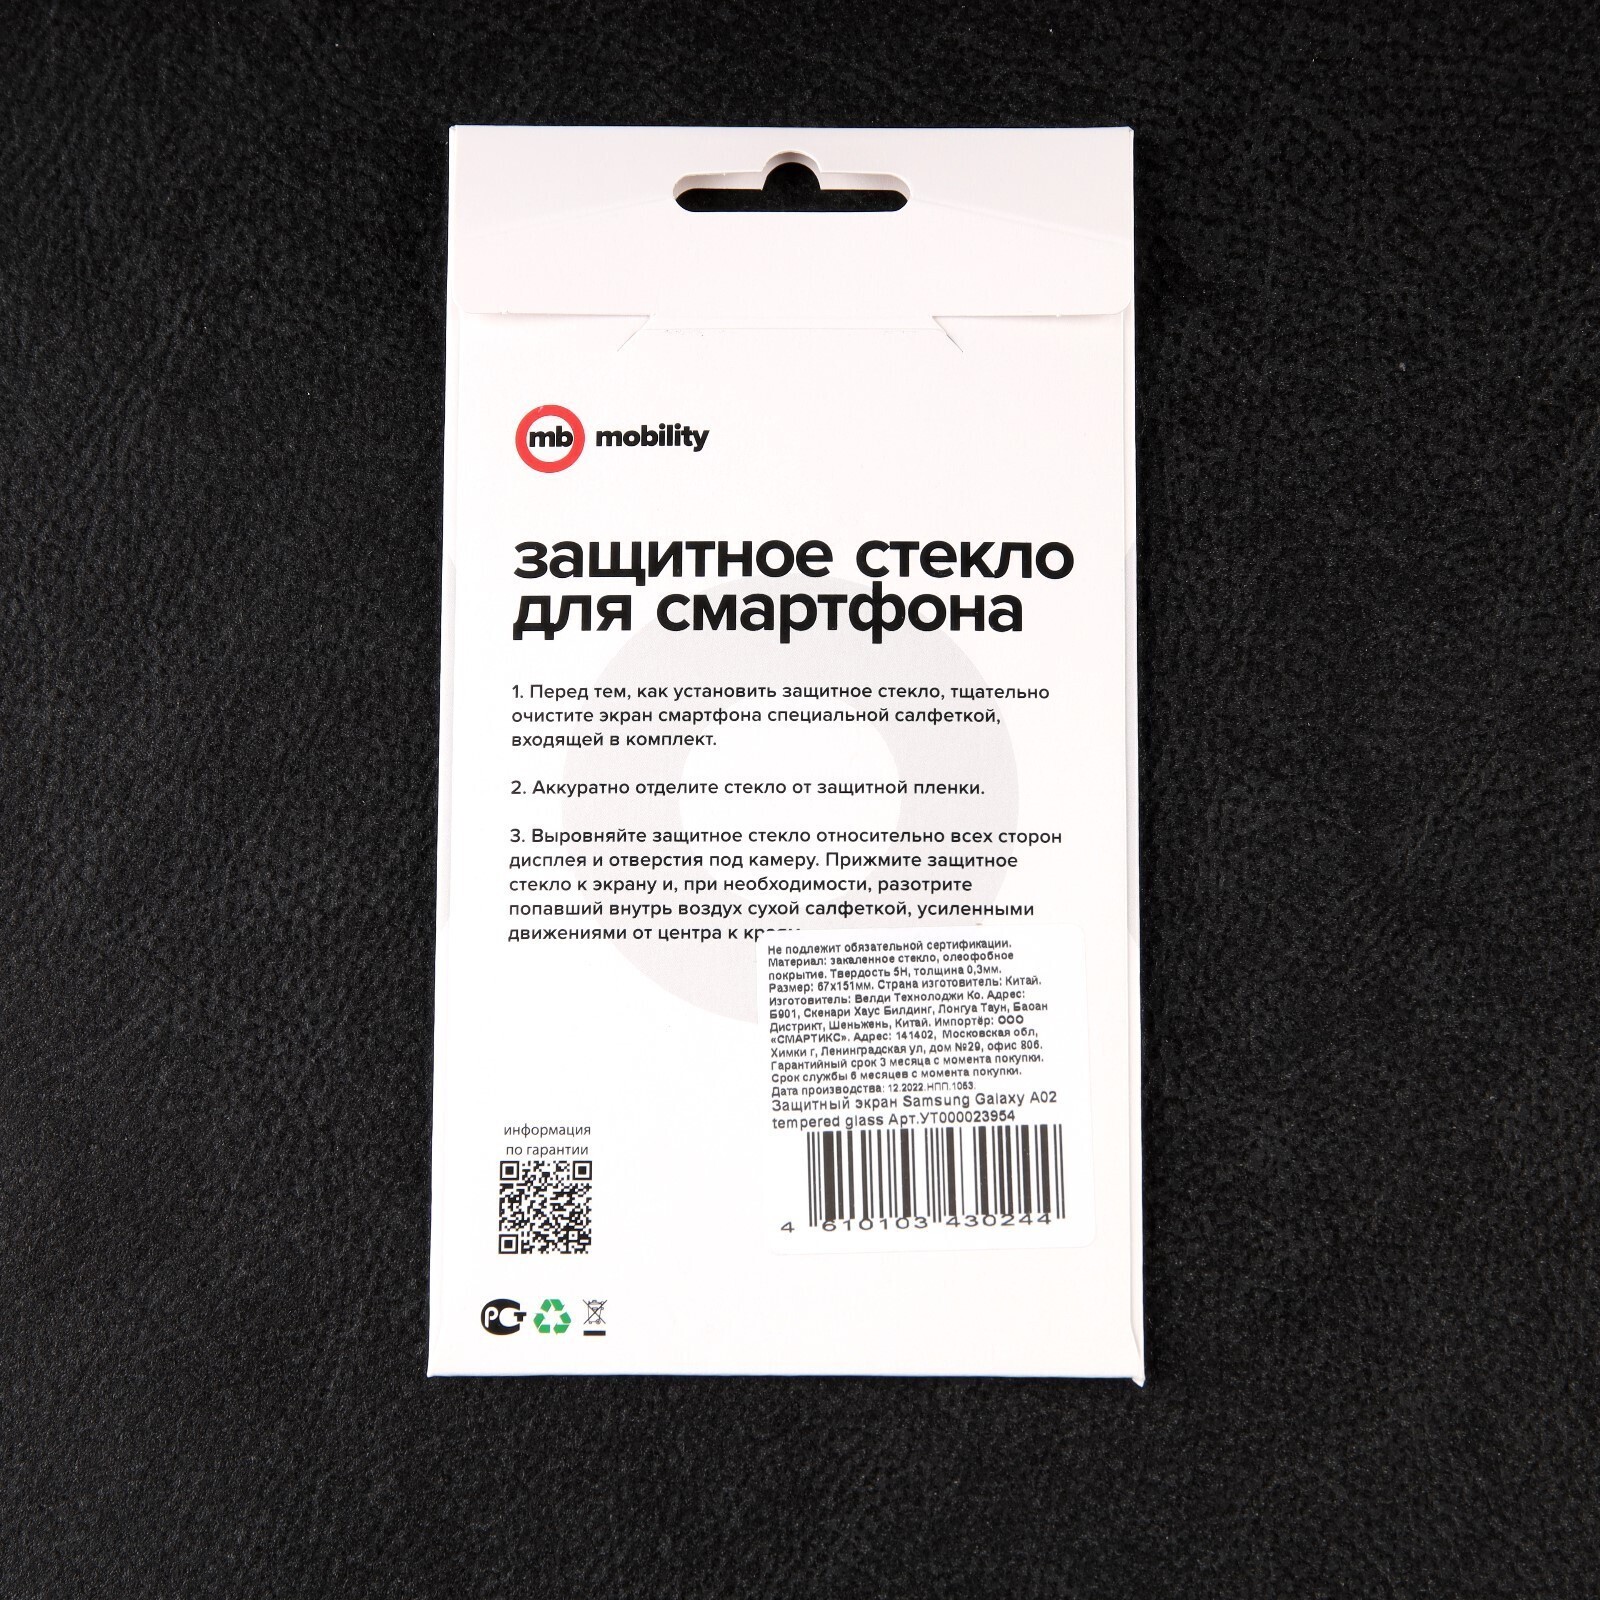 mb mobility
защитное стекло
для смартфона
1. Перед тем, как установить защитное стекло, тщательно
очистите экран смартфона специальной салфеткой,
входящей в комплект.
2. Аккуратно отделите стекло от защитной пленки.
3. Выровняйте защитное стекло относительно всех сторон
дисплея и отверстия под камеру. Прижмите защитное
стекло к экрану и, при необходимости, разотрите
попавший внутрь воздух сухой салфеткой, усиленными
движениями от центра к
Не подлежит обязательной сертификации.
Материал: закаленное стекло, олеофобное
покрытие. Твердость 5H, толщина 0,3мм.
Размер: 67х151мм. Страна изготовитель: Китай.
Изготовитель: Велди Технолоджи Ко. Адрес:
Б901, Скенари Хаус Билдинг, Лонгуа Таун, Баоан
Дистрикт, Шеньжень, Китай. Импортёр: ООО
«СМАРТИКС». Адрес: 141402, Московская обл,
Химки г, Ленинградская ул, дом №29, офис 806.
Гарантийный срок 3 месяца с момента покупки.
Срок службы 6 месяцев с момента покупки.
Дата производства: 12.2022.НПП.1063.
Защитный экран Samsung Galaxy A02
tempered glass Арт.УТ000023954
4 610103 430244
информация
по гарантии
РСТ